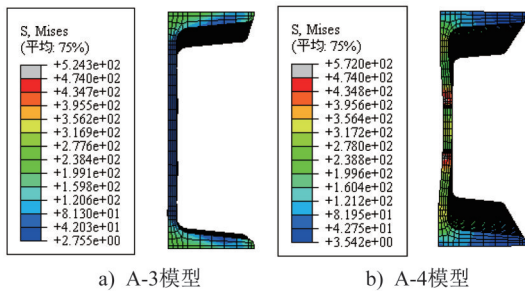 S, Mises
(平均: 75%)
+5.243e+02
+4.740e+02
+4.347e+02
+3.955e+02
+3.562e+02
+3.169e+02
+2.776e+02
+2.384e+02
+1.991e+02
+1.598e+02
+1.206e+02
+8.130e+01
+4.203e+01
+2.755e+00
a) A-3模型
S, Mises
(平均: 75%)
+5.720e+02
+4.740e+02
+4.348e+02
+3.956e+02
+3.564e+02
+3.172e+02
+2.780e+02
+2.388e+02
+1.996e+02
+1.604e+02
+1.212e+02
+8.195e+01
+4.275e+01
+3.542e+00
b) A-4模型